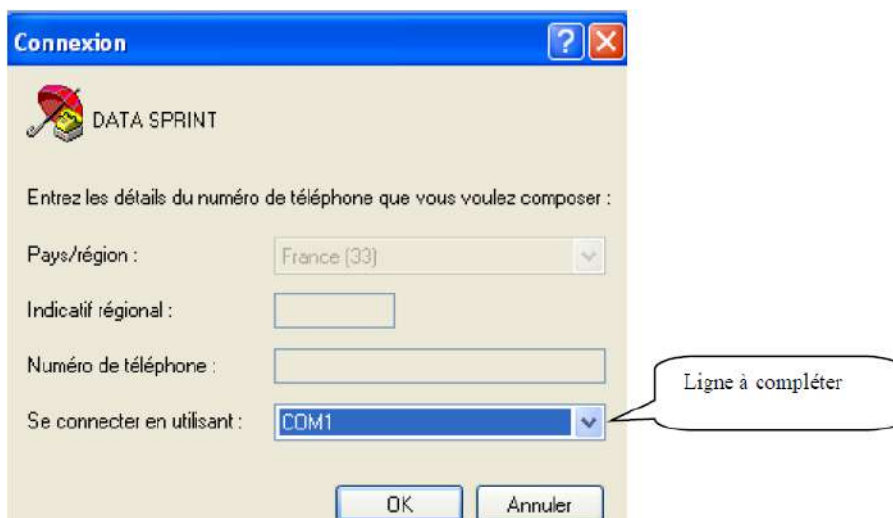 Connexion
DATA SPRINT
Entrez les détails du numéro de téléphone que vous voulez composer :
Pays/région :
France (33)
Indicatif régional :
Numéro de téléphone :
Ligne à compléter
Se connecter en utilisant :
COM1
OK
Annuler